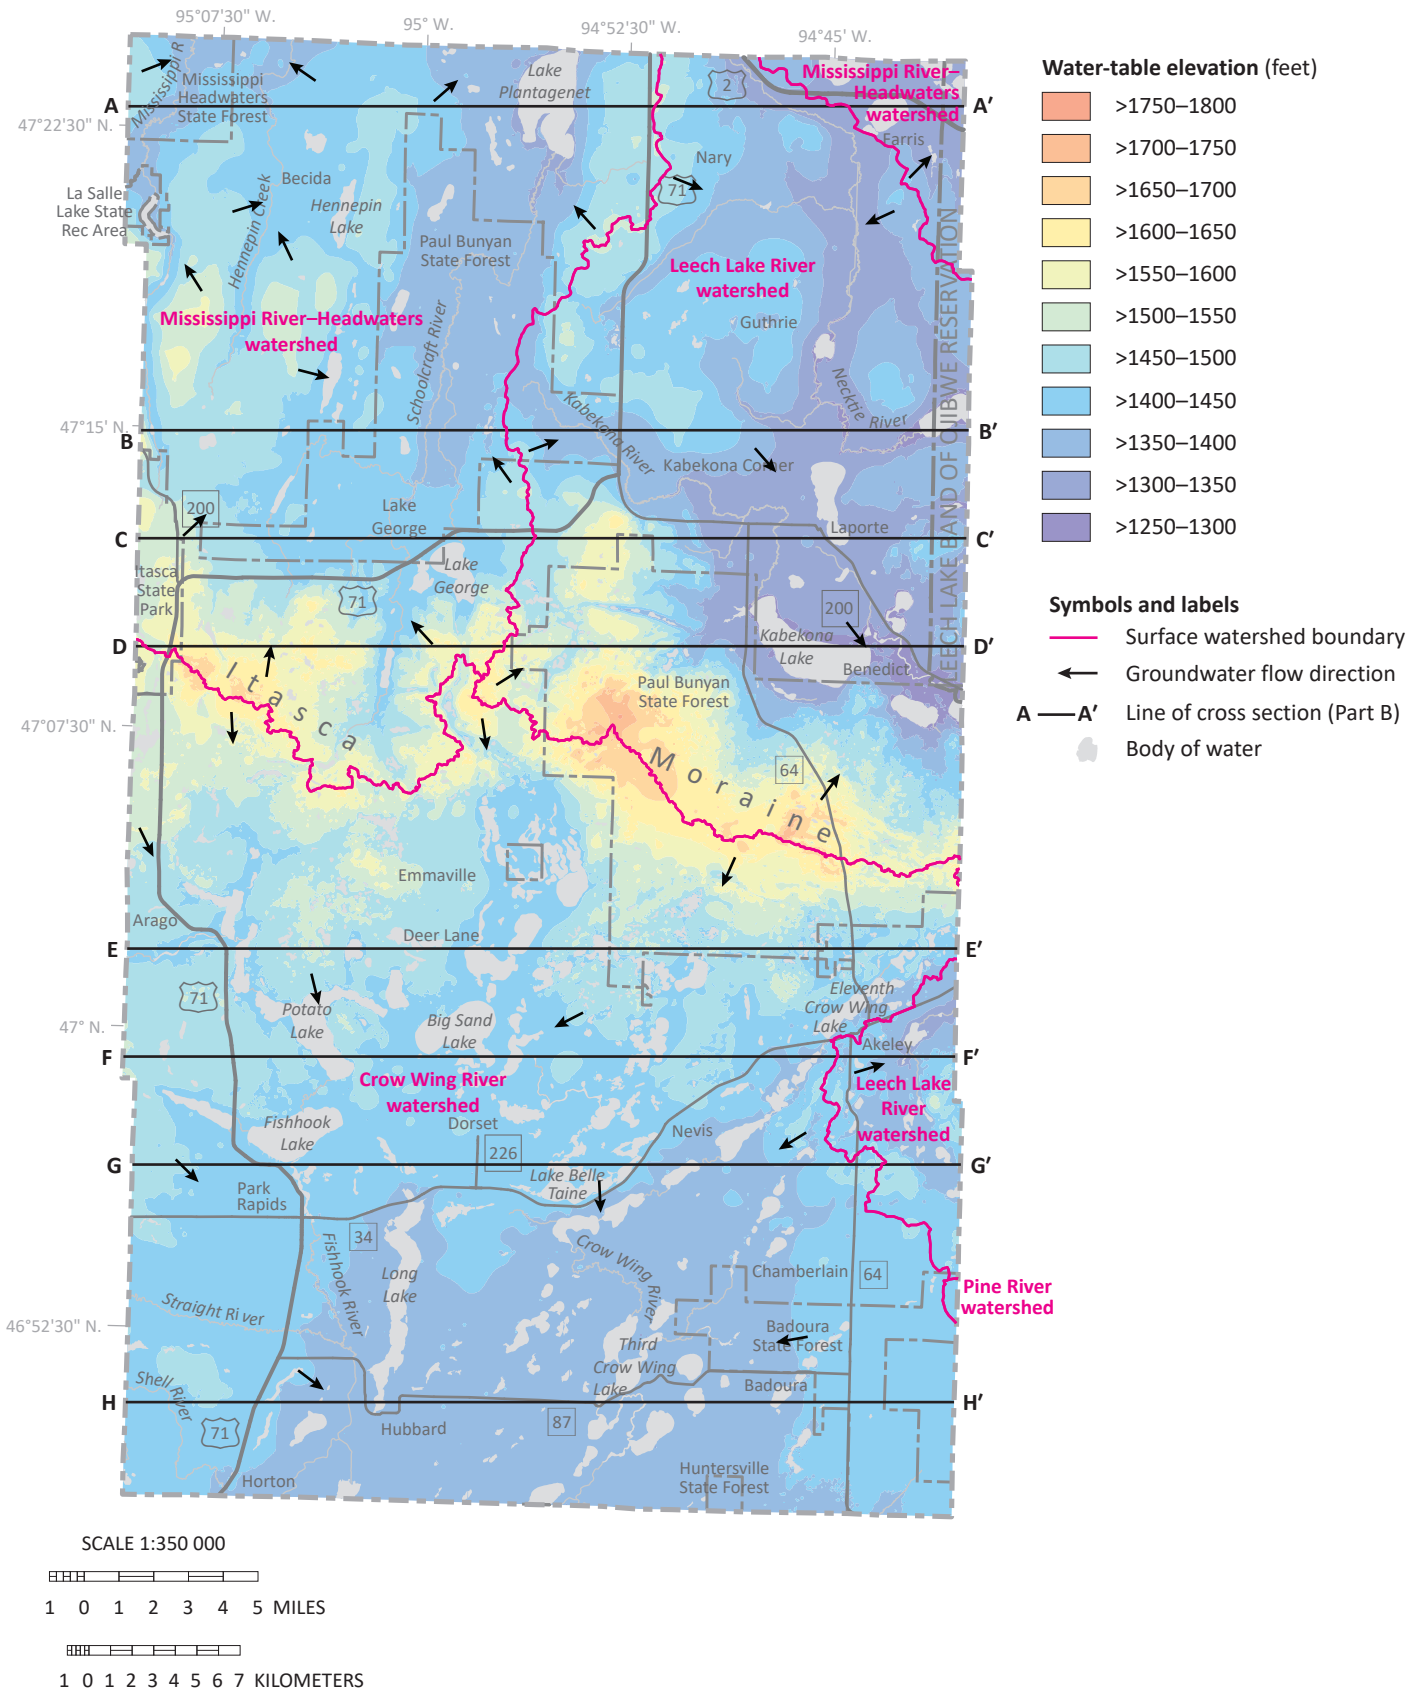 95°07'30" W.
95° W.
94°52'30" W.
94°45' W.
Mississippi R
Mississippi
Headwaters
State Forest
Lake
Plantagenet
2
Mississippi River–
Headwaters
watershed
A
A′
47°22'30" N.
Farris
Nary
71
La Salle
Lake State
Rec Area
Becida
Hennepin
Lake
Hennepin Creek
Paul Bunyan
State Forest
Leech Lake River
watershed
Mississippi River–Headwaters
watershed
Guthrie
Schoolcraft River
Necktie River
Kabekona River
LEECH LAKE BAND OF OJIBWE RESERVATION
47°15' N.
B
B′
Kabekona Corner
200
Lake
George
Laporte
C
C′
Itasca
State
Park
Lake
George
71
200
Kabekona
Lake
D
D′
Benedict
Itasca
Paul Bunyan
State Forest
47°07'30" N.
Moraine
64
Emmaville
Arago
Deer Lane
E
E′
71
Eleventh
Crow Wing
Lake
Potato
Lake
Big Sand
Lake
47° N.
Akeley
F
F′
Crow Wing River
watershed
Leech Lake
River
watershed
Fishhook
Lake
Dorset
Nevis
226
G
G′
Lake Belle
Taine
Park
Rapids
34
Fishhook River
Long
Lake
Crow Wing River
Chamberlain
64
Pine River
watershed
Straight River
46°52'30" N.
Badoura
State Forest
Third
Crow Wing
Lake
Shell River
Badoura
H
H′
71
Hubbard
87
Horton
Huntersville
State Forest
Water-table elevation (feet)
>1750–1800
>1700–1750
>1650–1700
>1600–1650
>1550–1600
>1500–1550
>1450–1500
>1400–1450
>1350–1400
>1300–1350
>1250–1300
Symbols and labels
Surface watershed boundary
Groundwater flow direction
A A′ Line of cross section (Part B)
Body of water
SCALE 1:350 000
1 0 1 2 3 4 5 MILES
1 0 1 2 3 4 5 6 7 KILOMETERS